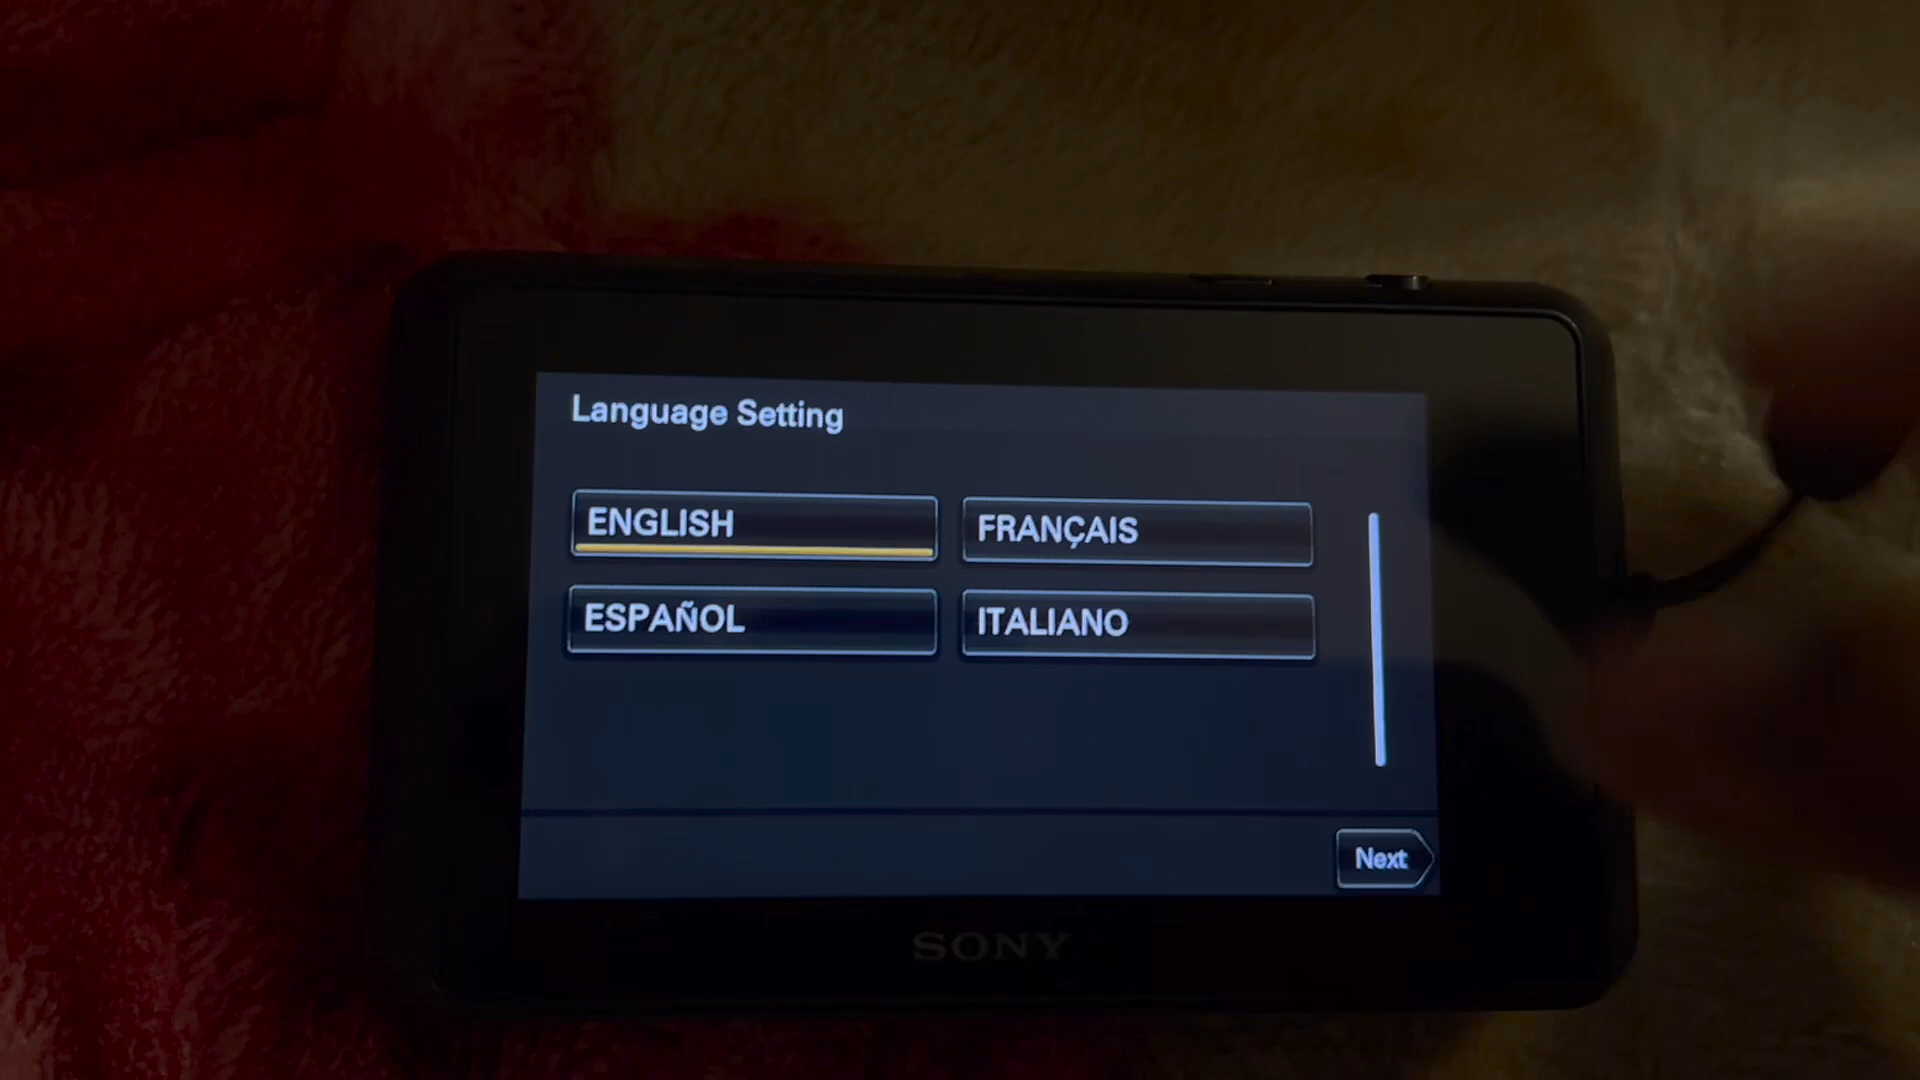 Language Setting
ENGLISH
FRANÇAIS
ESPAÑOL
ITALIANO
Next
SONY